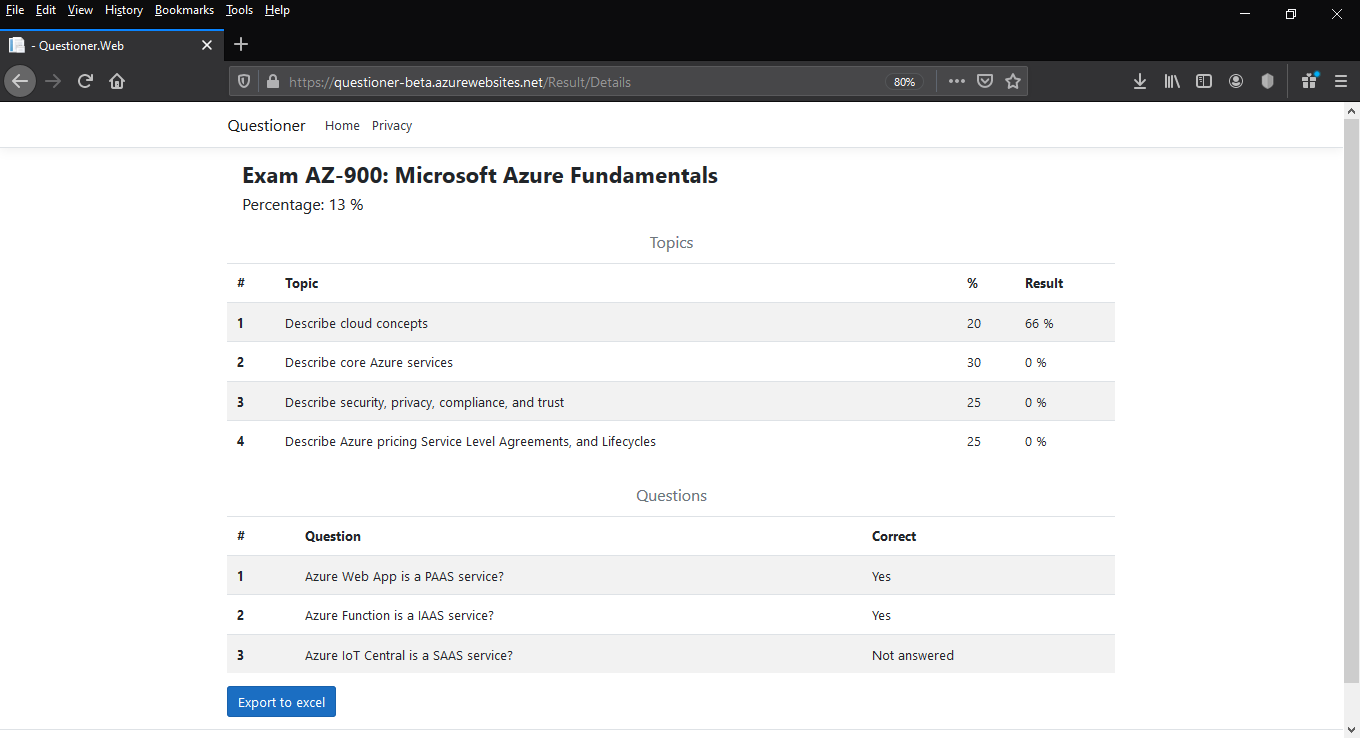 File Edit View History Bookmarks Tools Help
- Questioner.Web
https://questioner-beta.azurewebsites.net/Result/Details 80%
Questioner Home Privacy
Exam AZ-900: Microsoft Azure Fundamentals
Percentage: 13 %
Topics
# Topic % Result
1 Describe cloud concepts 20 66 %
2 Describe core Azure services 30 0 %
3 Describe security, privacy, compliance, and trust 25 0 %
4 Describe Azure pricing Service Level Agreements, and Lifecycles 25 0 %
Questions
# Question Correct
1 Azure Web App is a PAAS service? Yes
2 Azure Function is a IAAS service? Yes
3 Azure IoT Central is a SAAS service? Not answered
Export to excel